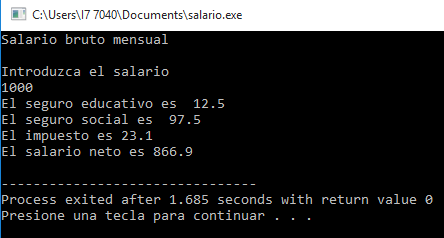 C:\Users\I7 7040\Documents\salario.exe
Salario bruto mensual
Introduzca el salario
1000
El seguro educativo es  12.5
El seguro social es  97.5
El impuesto es 23.1
El salario neto es 866.9
--------------------------------
Process exited after 1.685 seconds with return value 0
Presione una tecla para continuar . . .